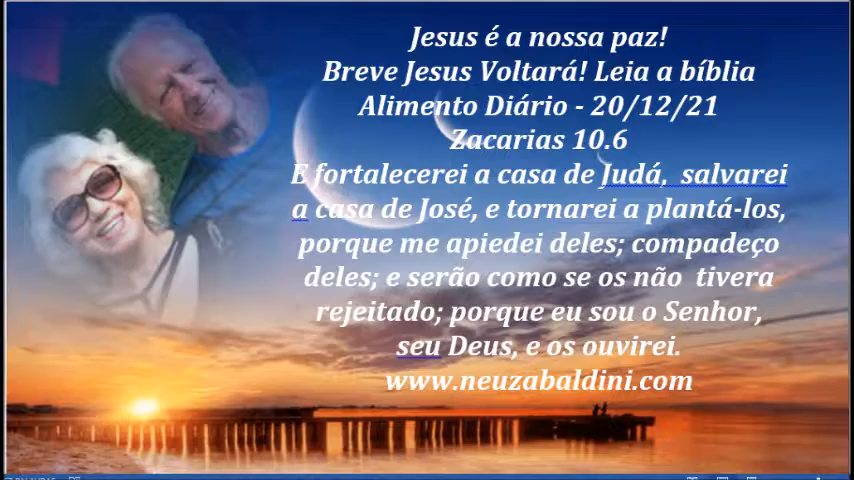 Jesus é a nossa paz!
Breve Jesus Voltará! Leia a bíblia
Alimento Diário - 20/12/21
Zacarias 10.6
E fortalecerei a casa de Judá,  salvarei
a casa de José, e tornarei a plantá-los,
porque me apiedei deles; compadeço
deles; e serão como se os não  tivera
rejeitado; porque eu sou o Senhor,
seu Deus, e os ouvirei.
www.neuzabaldini.com